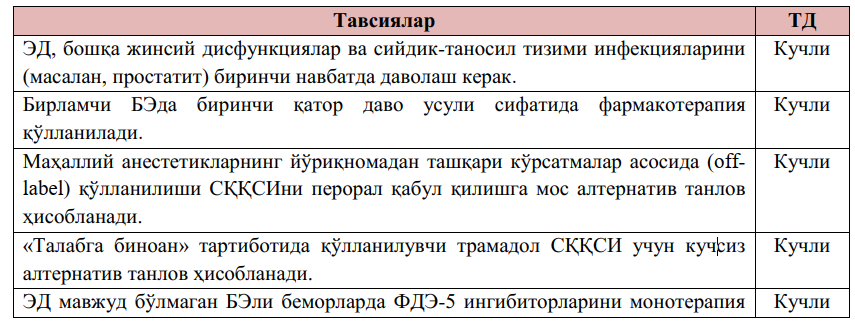 Тавсиялар ТД
ЭД, бошқа жинсий дисфункциялар ва сийдик-таносил тизими инфекцияларини Кучли
(масалан, простатит) биринчи навбатда даволаш керак.
Бирламчи БЭда биринчи қатор даво усули сифатида фармакотерапия Кучли
қўлланилади.
Маҳаллий анестетикларнинг йўриқномадан ташқари кўрсатмалар асосида (off- Кучли
label) қўлланилиши СҚҚСИни перорал қабул қилишга мос алтернатив танлов
ҳисобланади.
«Талабга биноан» тартиботида қўлланилувчи трамадол СҚҚСИ учун кучсиз Кучли
алтернатив танлов ҳисобланади.
ЭД мавжуд бўлмаган БЭли беморларда ФДЭ-5 ингибиторларини монотерапия Кучли